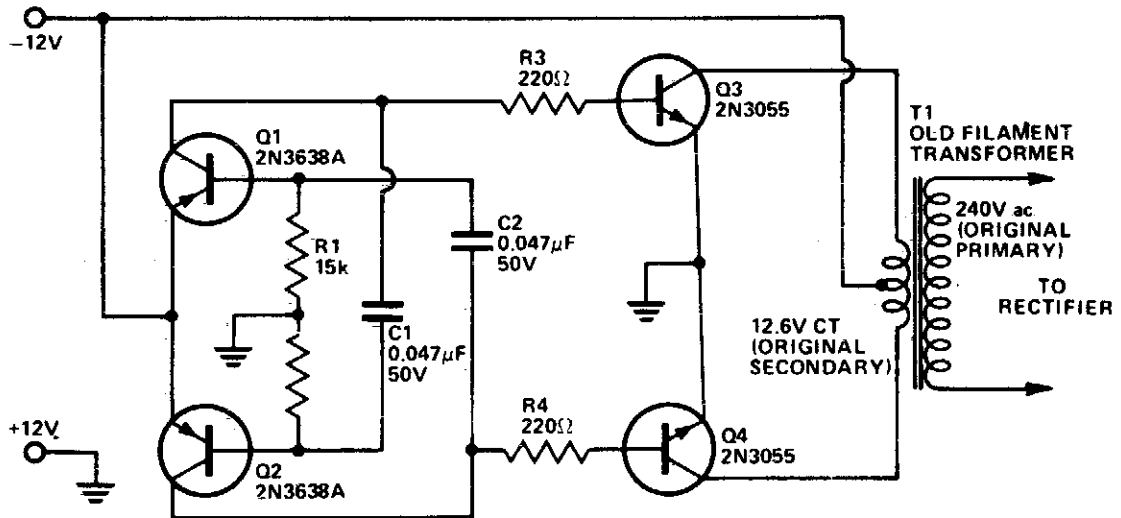 −12V
R3
220Ω
Q3
2N3055
T1
OLD FILAMENT
TRANSFORMER
Q1
2N3638A
R1
15k
C2
0.047μF
50V
240V ac
(ORIGINAL
PRIMARY)
TO
RECTIFIER
C1
0.047μF
50V
12.6V CT
(ORIGINAL
SECONDARY)
+12V
R4
220Ω
Q4
2N3055
Q2
2N3638A